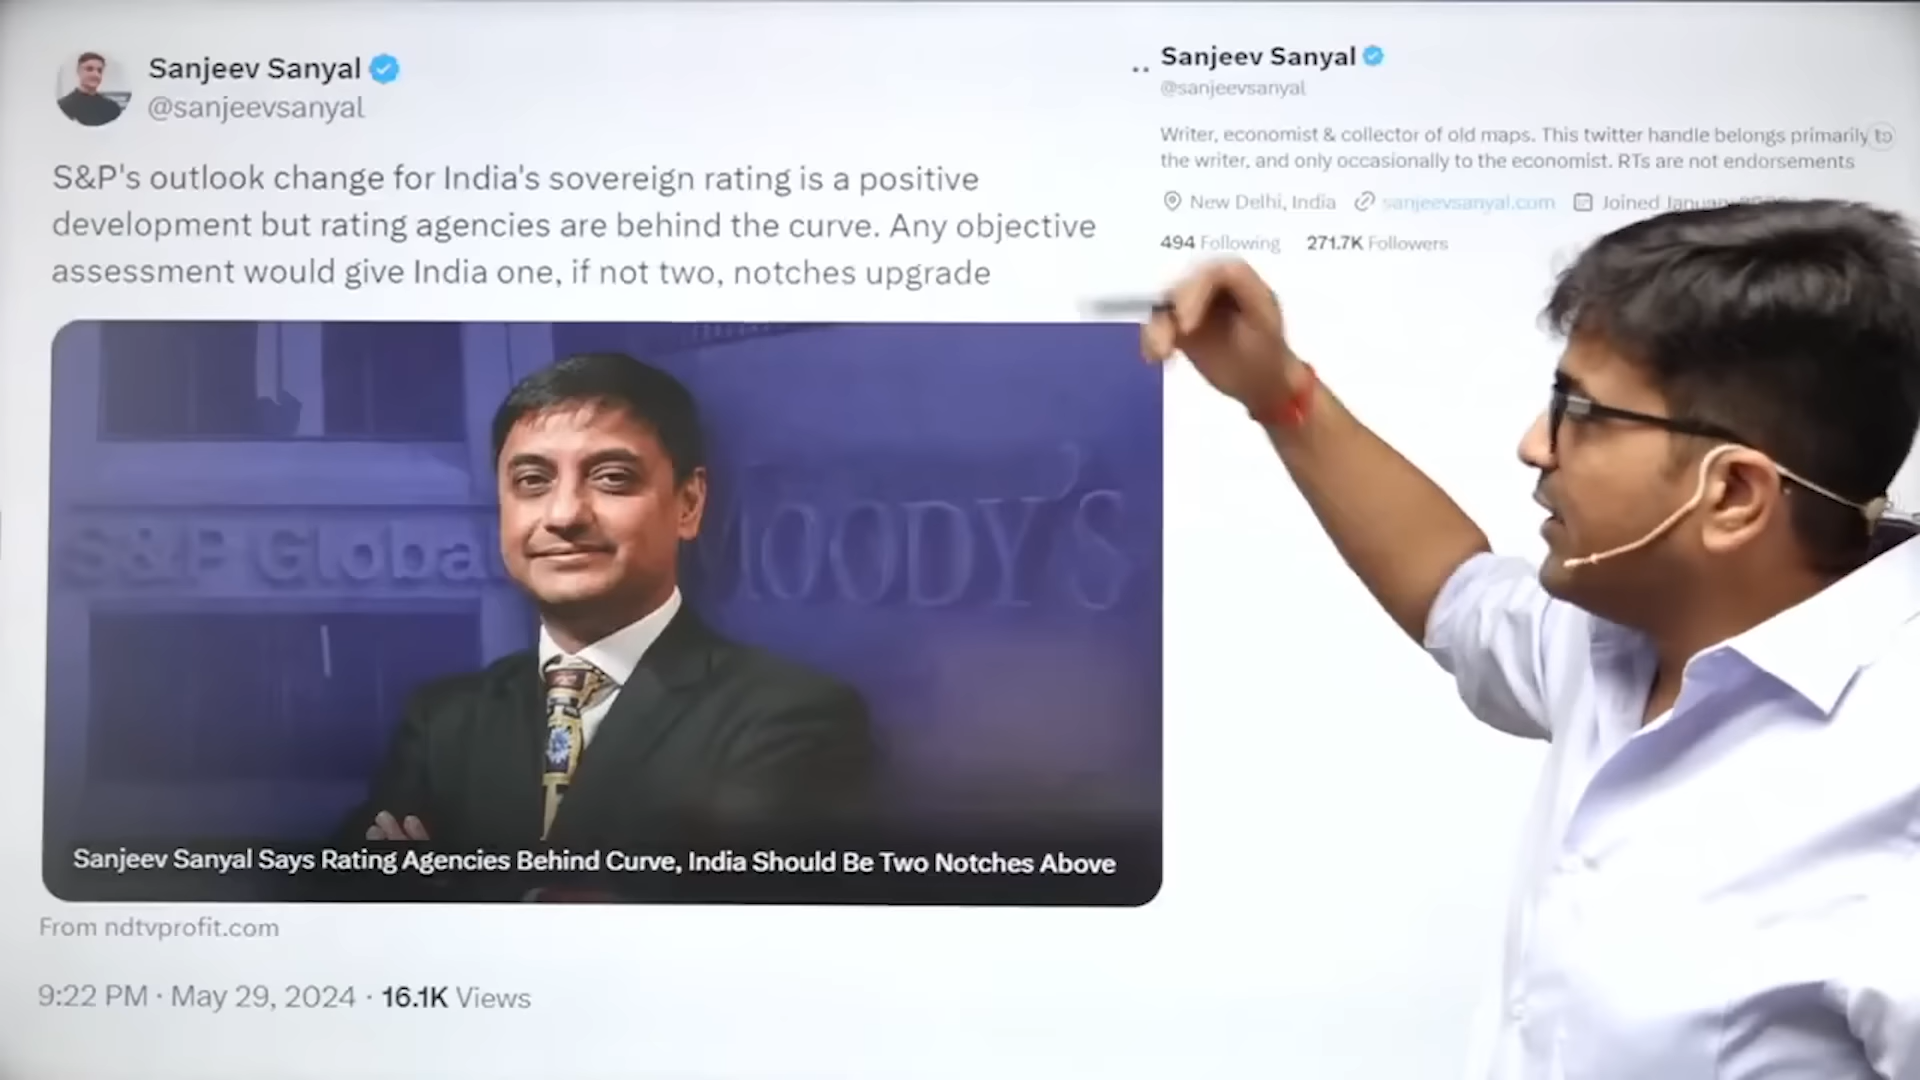 Sanjeev Sanyal
@sanjeevsanyal
S&P's outlook change for India's sovereign rating is a positive
development but rating agencies are behind the curve. Any objective
assessment would give India one, if not two, notches upgrade
S&P Global
MOODY'S
Sanjeev Sanyal Says Rating Agencies Behind Curve, India Should Be Two Notches Above
From ndtvprofit.com
9:22 PM · May 29, 2024 · 16.1K Views
Sanjeev Sanyal
@sanjeevsanyal
Writer, economist & collector of old maps. This twitter handle belongs primarily to
the writer, and only occasionally to the economist. RTs are not endorsements
New Delhi, India sanjeevsanyal.com Joined
494 Following 271.7K Followers